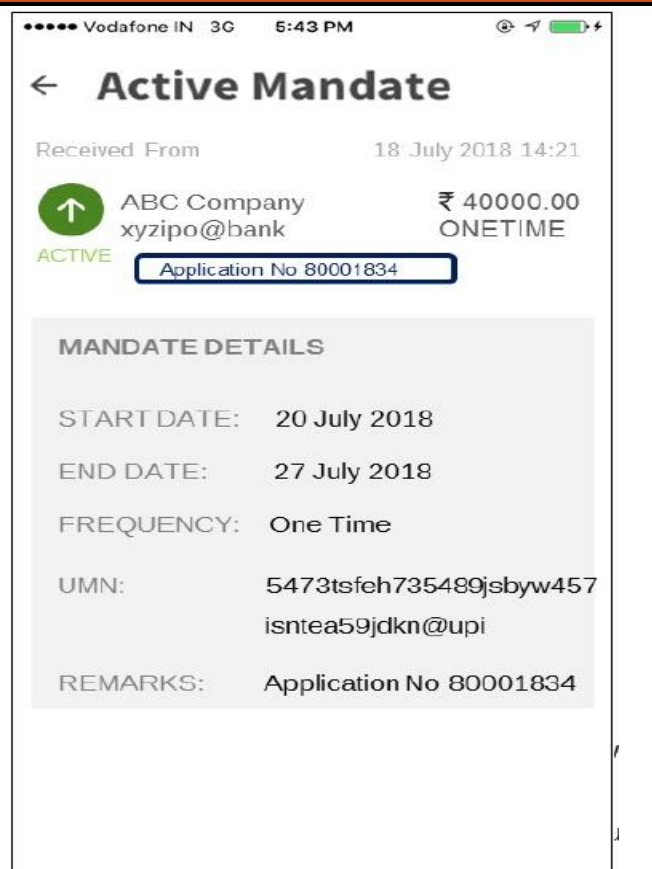 Vodafone IN 3G 5:43 PM
← Active Mandate
Received From 18 July 2018 14:21
ABC Company ₹ 40000.00
xyzipo@bank ONETIME
ACTIVE
Application No 80001834
MANDATE DETAILS
START DATE: 20 July 2018
END DATE: 27 July 2018
FREQUENCY: One Time
UMN: 5473tsfeh735489jsbyw457
isntea59jdkn@upi
REMARKS: Application No 80001834